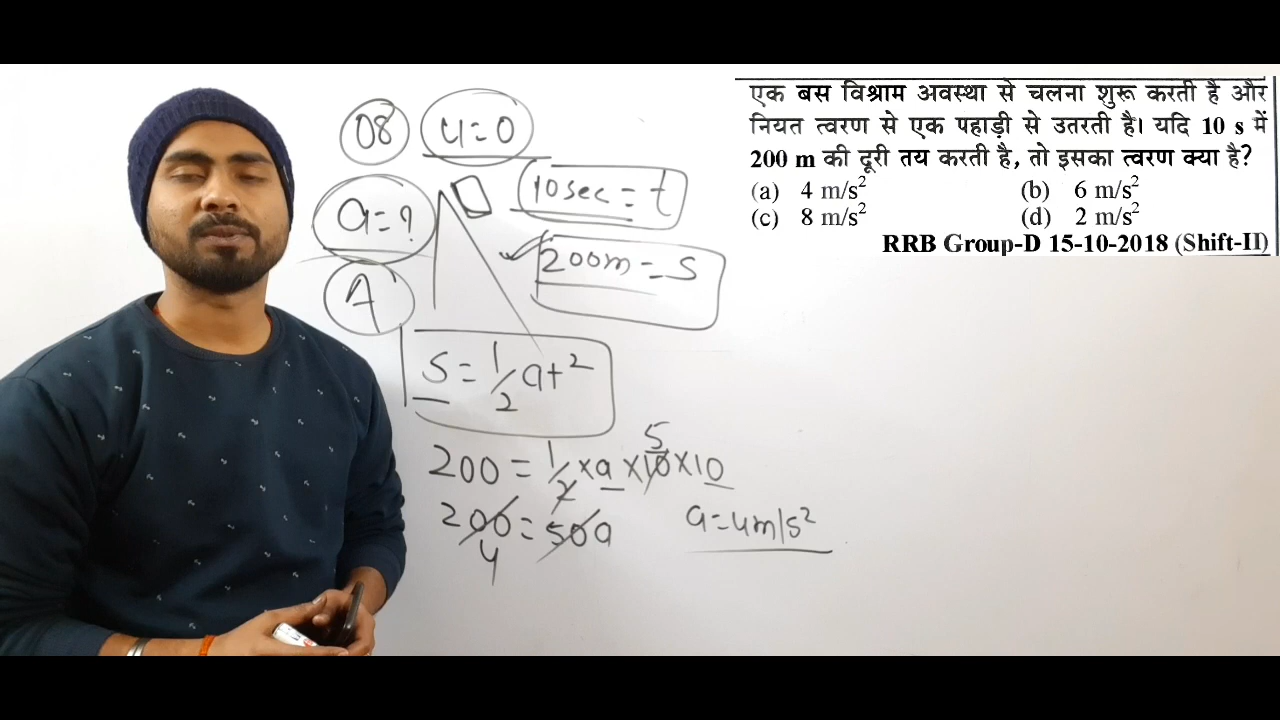 एक बस विश्राम अवस्था से चलना शुरू करती है और
नियत त्वरण से एक पहाड़ी से उतरती है। यदि 10 s में
200 m की दूरी तय करती है, तो इसका त्वरण क्या है?
(a) 4 m/s² (b) 6 m/s²
(c) 8 m/s² (d) 2 m/s²
RRB Group-D 15-10-2018 (Shift-II)
08 u=0
10sec = t
a=?
200m = S
A
S = 1/2 at²
5
200 = 1/2 × a × 10 × 10
200 = 50a
4
a=4m/s²